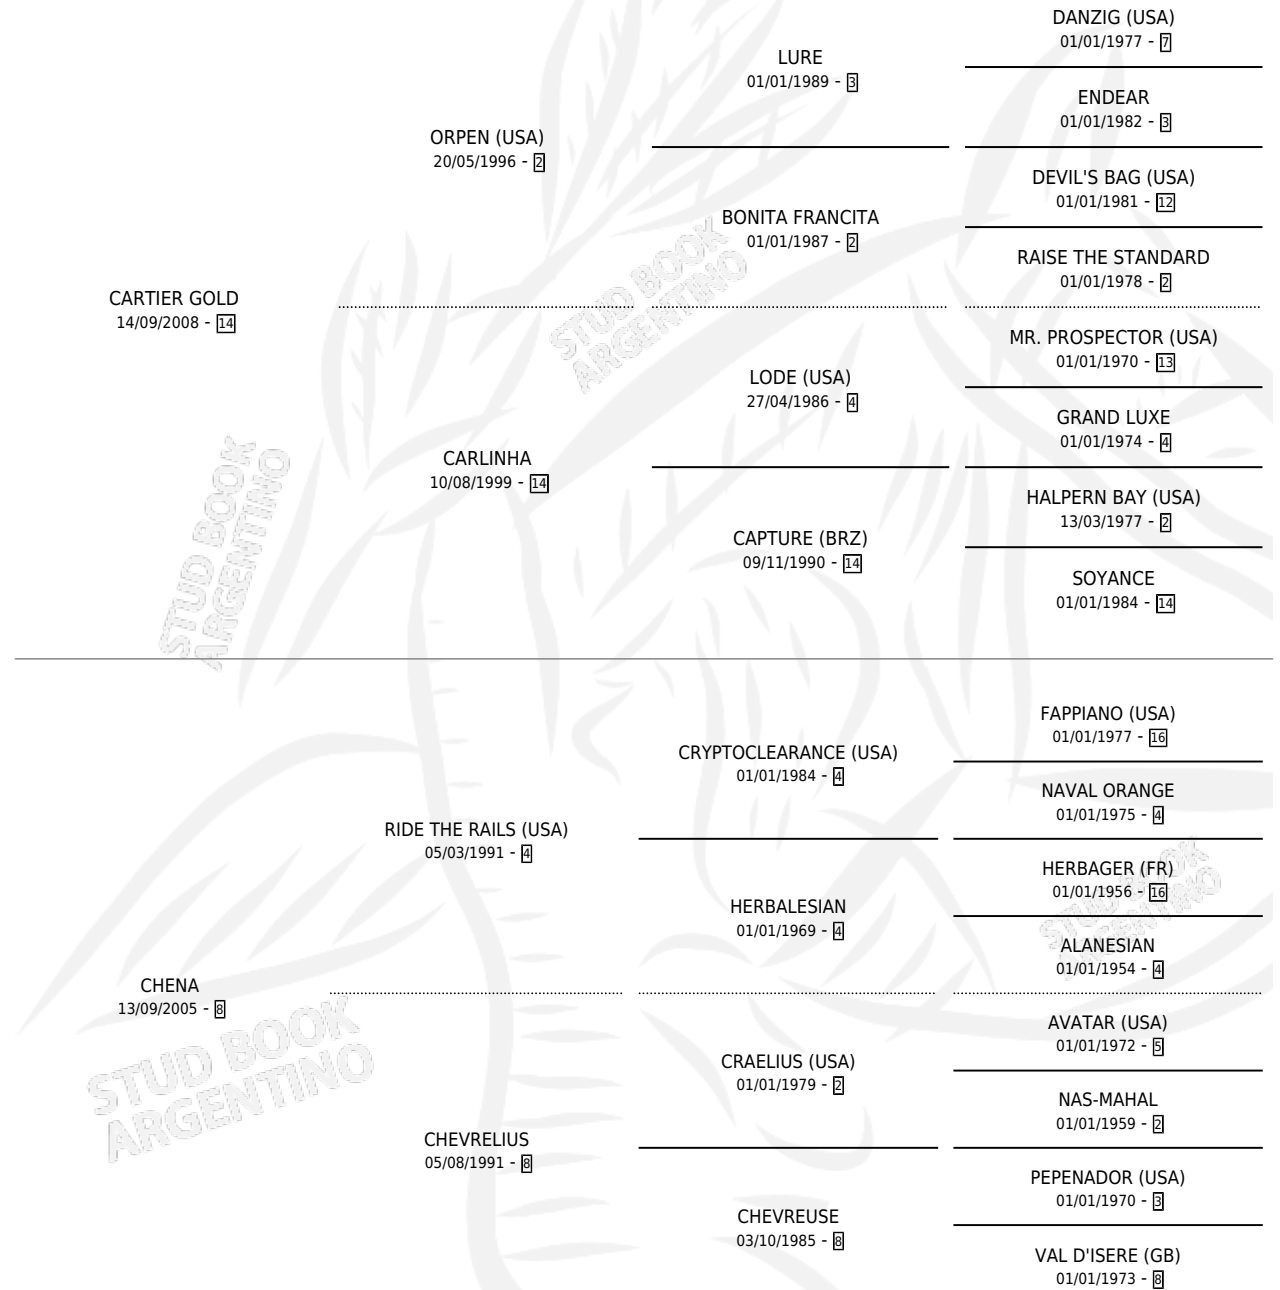 DANZIG (USA)
01/01/1977 - 7
LURE
01/01/1989 - 3
ENDEAR
01/01/1982 - 3
ORPEN (USA)
20/05/1996 - 2
DEVIL'S BAG (USA)
01/01/1981 - 12
BONITA FRANCITA
01/01/1987 - 2
RAISE THE STANDARD
01/01/1978 - 2
CARTIER GOLD
14/09/2008 - 14
STUD BOOK
ARGENTINO
MR. PROSPECTOR (USA)
01/01/1970 - 13
LODE (USA)
27/04/1986 - 4
GRAND LUXE
01/01/1974 - 4
CARLINHA
10/08/1999 - 14
HALPERN BAY (USA)
13/03/1977 - 2
CAPTURE (BRZ)
09/11/1990 - 14
SOYANCE
01/01/1984 - 14
STUD BOOK
ARGENTINO
FAPPIANO (USA)
01/01/1977 - 16
CRYPTOCLEARANCE (USA)
01/01/1984 - 4
NAVAL ORANGE
01/01/1975 - 4
RIDE THE RAILS (USA)
05/03/1991 - 4
HERBAGER (FR)
01/01/1956 - 16
STUD BOOK
ARGENTINO
HERBALESIAN
01/01/1969 - 4
ALANESIAN
01/01/1954 - 4
CHENA
13/09/2005 - 8
STUD BOOK
ARGENTINO
AVATAR (USA)
01/01/1972 - 5
CRAELIUS (USA)
01/01/1979 - 2
NAS-MAHAL
01/01/1959 - 2
CHEVRELIUS
05/08/1991 - 8
PEPENADOR (USA)
01/01/1970 - 3
CHEVREUSE
03/10/1985 - 8
VAL D'ISERE (GB)
01/01/1973 - 8